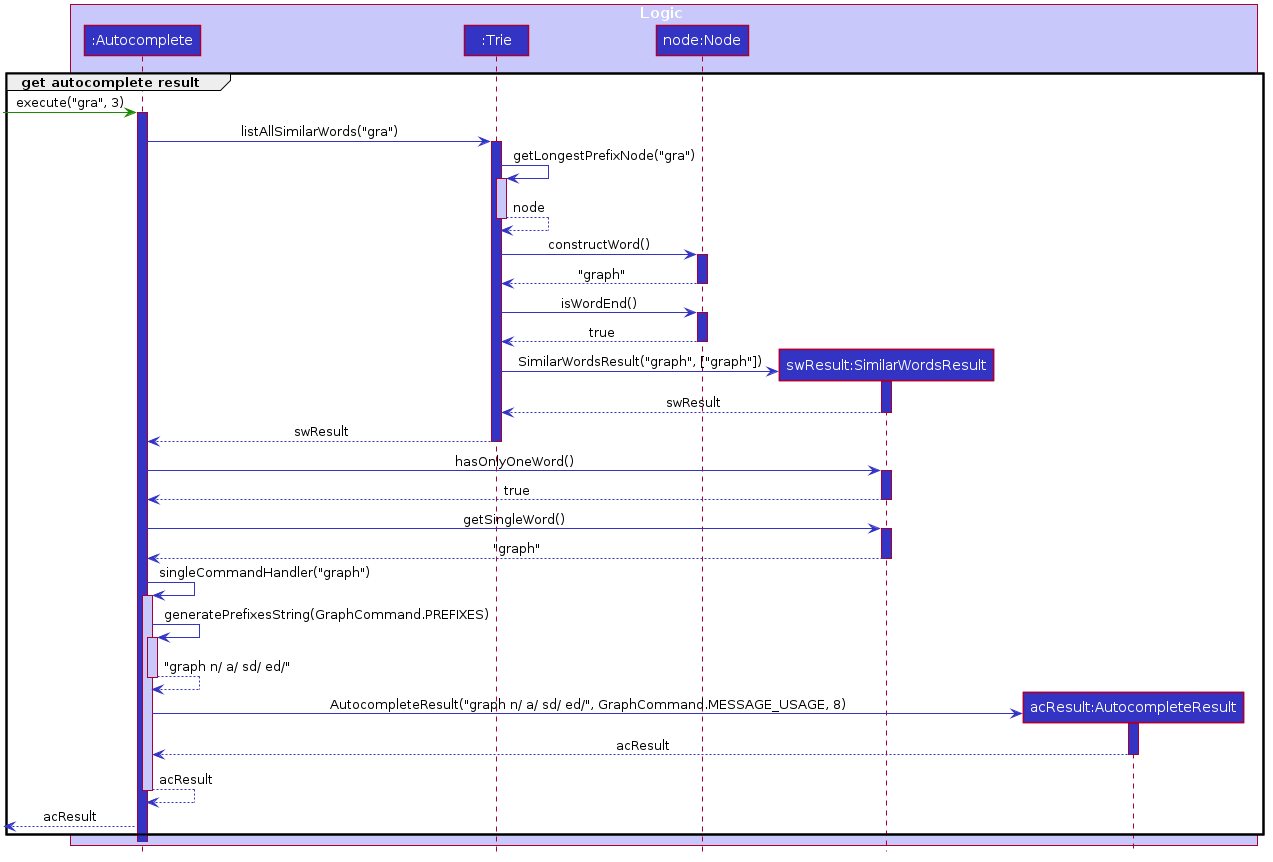 Logic
:Autocomplete
:Trie
node:Node
get autocomplete result
execute("gra", 3)
listAllSimilarWords("gra")
getLongestPrefixNode("gra")
node
constructWord()
"graph"
isWordEnd()
true
SimilarWordsResult("graph", ["graph"])
swResult:SimilarWordsResult
swResult
swResult
hasOnlyOneWord()
true
getSingleWord()
"graph"
singleCommandHandler("graph")
generatePrefixesString(GraphCommand.PREFIXES)
"graph n/ a/ sd/ ed/"
AutocompleteResult("graph n/ a/ sd/ ed/", GraphCommand.MESSAGE_USAGE, 8)
acResult:AutocompleteResult
acResult
acResult
acResult